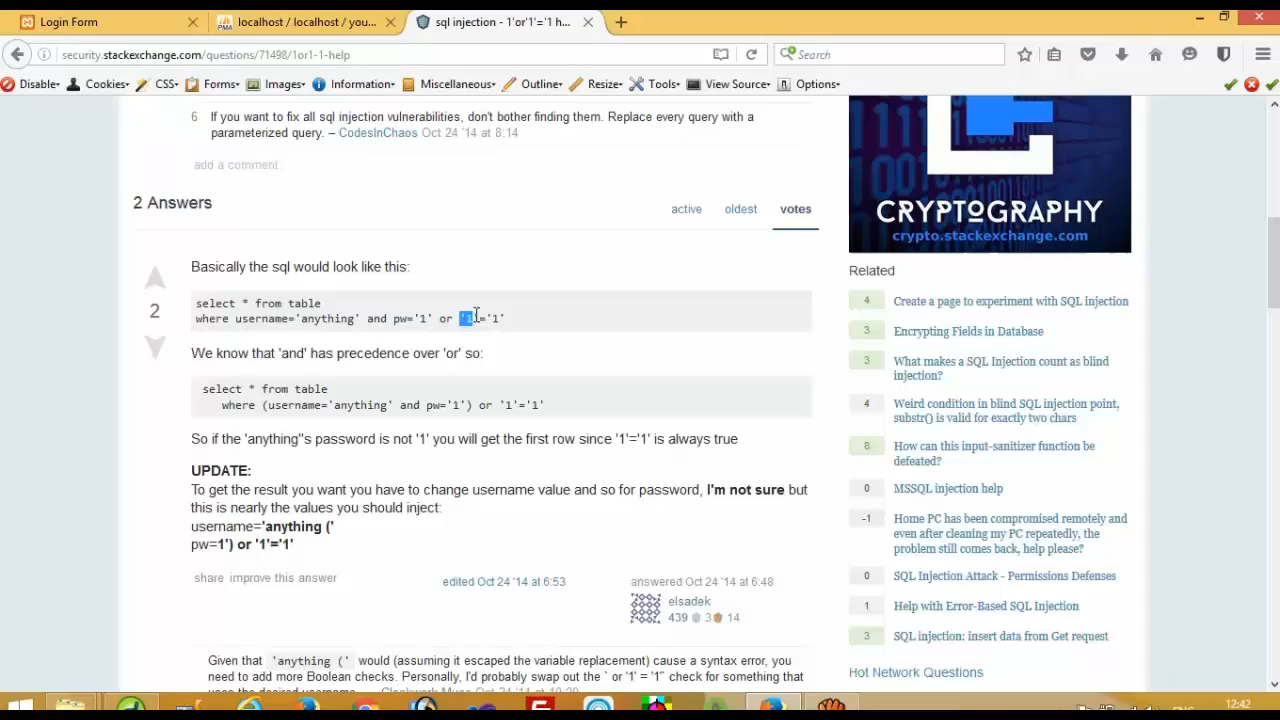 Login Form
localhost / localhost / you...
sql injection - 1'or'1'='1 h...
security.stackexchange.com/questions/71498/1or1-1-help
Search
Disable
Cookies
CSS
Forms
Images
Information
Miscellaneous
Outline
Resize
Tools
View Source
Options
6
If you want to fix all sql injection vulnerabilities, don't bother finding them. Replace every query with a
parameterized query. – CodesInChaos Oct 24 '14 at 8:14
add a comment
2 Answers
active
oldest
votes
Basically the sql would look like this:
select * from table
where username='anything' and pw='1' or '1'='1'
2
We know that 'and' has precedence over 'or' so:
select * from table
where (username='anything' and pw='1') or '1'='1'
So if the 'anything''s password is not '1' you will get the first row since '1'='1' is always true
UPDATE:
To get the result you want you have to change username value and so for password, I'm not sure but
this is nearly the values you should inject:
username='anything ('
pw=1') or '1'='1'
share improve this answer
edited Oct 24 '14 at 6:53
answered Oct 24 '14 at 6:48
elsadek
439 3 14
Given that 'anything (' would (assuming it escaped the variable replacement) cause a syntax error, you
need to add more Boolean checks. Personally, I'd probably swap out the ` or '1' = '1'` check for something that
CRYPTOGRAPHY
crypto.stackexchange.com
Related
4
Create a page to experiment with SQL injection
3
Encrypting Fields in Database
3
What makes a SQL Injection count as blind
injection?
4
Weird condition in blind SQL injection point,
substr() is valid for exactly two chars
8
How can this input-sanitizer function be
defeated?
0
MSSQL injection help
-1
Home PC has been compromised remotely and
even after cleaning my PC repeatedly, the
problem still comes back, help please?
0
SQL Injection Attack - Permissions Defenses
1
Help with Error-Based SQL Injection
3
SQL injection: insert data from Get request
Hot Network Questions
12:42